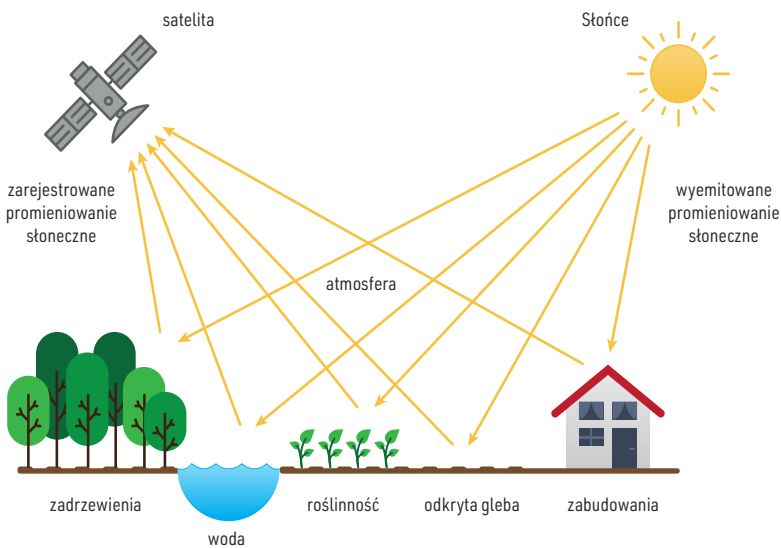 satelita
Słońce
zarejestrowane
promieniowanie
słoneczne
wyemitowane
promieniowanie
słoneczne
atmosfera
zadrzewienia
woda
roślinność
odkryta gleba
zabudowania